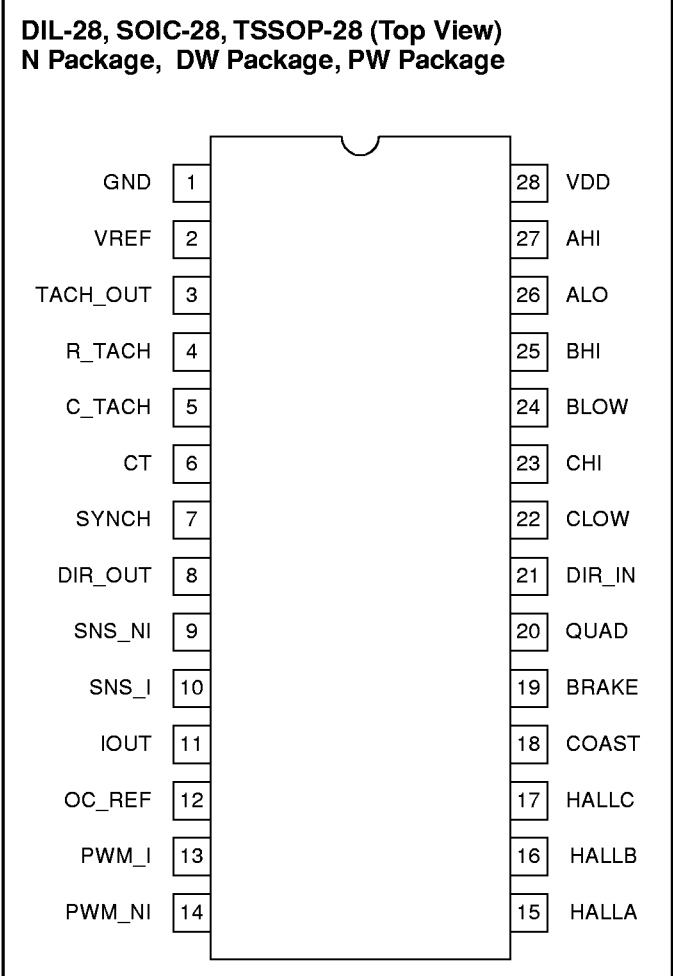 DIL-28, SOIC-28, TSSOP-28 (Top View)
N Package, DW Package, PW Package
GND 1 28 VDD
VREF 2 27 AHI
TACH_OUT 3 26 ALO
R_TACH 4 25 BHI
C_TACH 5 24 BLOW
CT 6 23 CHI
SYNCH 7 22 CLOW
DIR_OUT 8 21 DIR_IN
SNS_NI 9 20 QUAD
SNS_I 10 19 BRAKE
IOUT 11 18 COAST
OC_REF 12 17 HALLC
PWM_I 13 16 HALLB
PWM_NI 14 15 HALLA